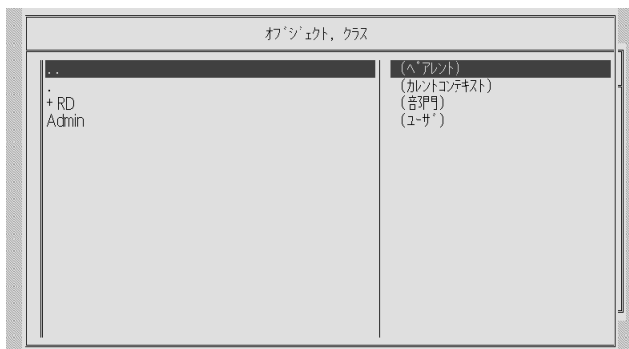 ｵﾌﾞｼﾞｪｸﾄ, ｸﾗｽ
.. (ﾍﾟｱﾚﾝﾄ)
. (ｶﾚﾝﾄｺﾝﾃｷｽﾄ)
+ RD (部門)
Admin (ﾕｰｻﾞ)